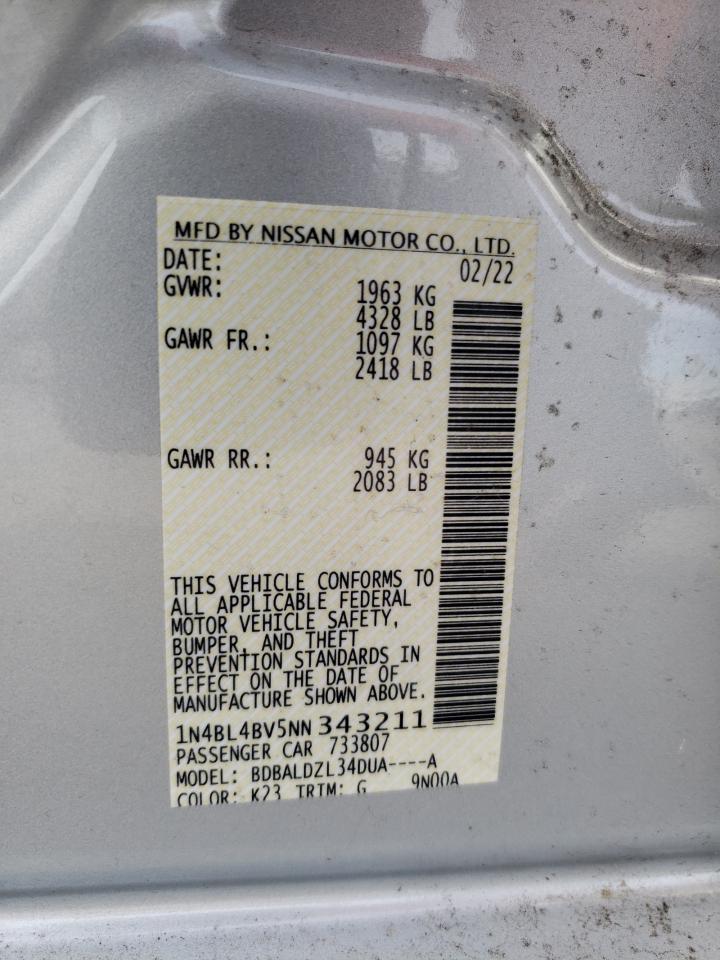 MFD BY NISSAN MOTOR CO., LTD.
DATE: 02/22
GVWR: 1963 KG
4328 LB
GAWR FR.: 1097 KG
2418 LB
GAWR RR.: 945 KG
2083 LB
THIS VEHICLE CONFORMS TO
ALL APPLICABLE FEDERAL
MOTOR VEHICLE SAFETY,
BUMPER, AND THEFT
PREVENTION STANDARDS IN
EFFECT ON THE DATE OF
MANUFACTURE SHOWN ABOVE.
1N4BL4BV5NN343211
PASSENGER CAR 733807
MODEL: BDBALDZL34DUA----A
COLOR: K23 TRIM: G 9N00A